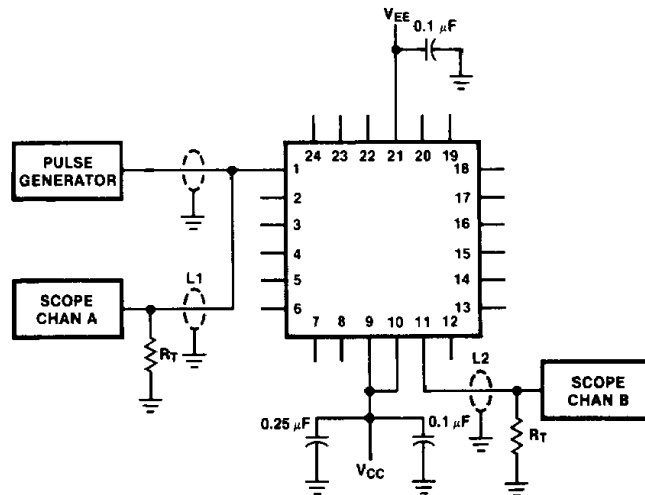 VEE
0.1 μF
24 23 22 21 20 19
PULSE
GENERATOR
1
2
3
4
5
6
18
17
16
15
14
13
L1
SCOPE
CHAN A
RT
7 8 9 10 11 12
L2
SCOPE
CHAN B
RT
0.25 μF
0.1 μF
VCC